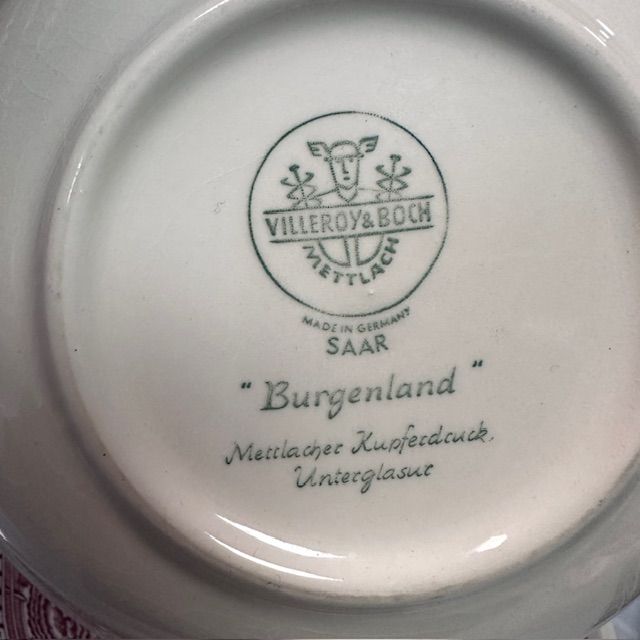 VILLEROY & BOCH
METTLACH
MADE IN GERMANY
SAAR
"Burgenland"
Mettlacher Kupferdruck,
Unterglasur